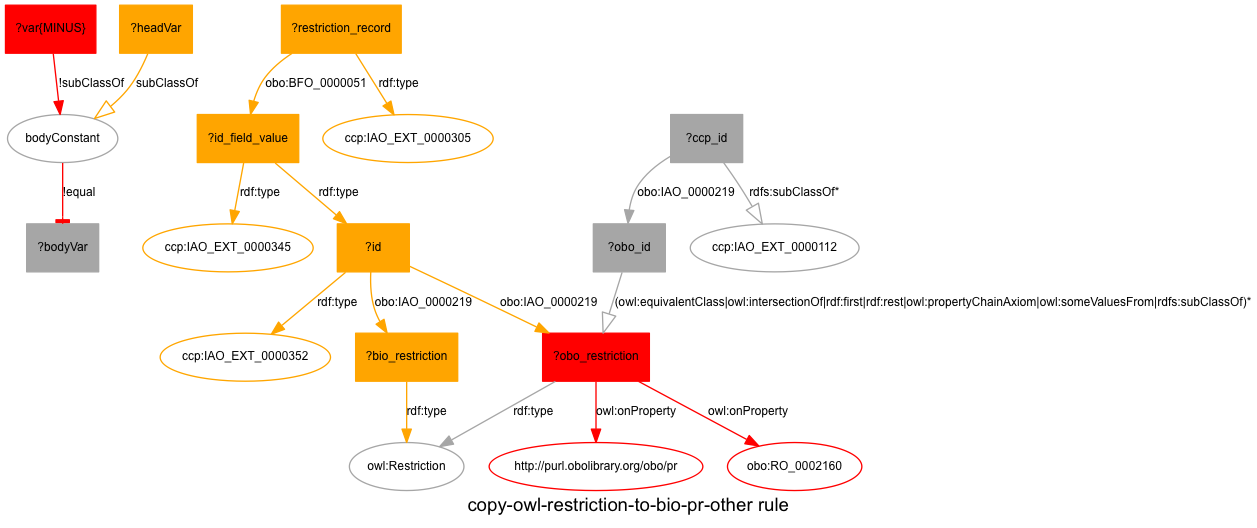 ?var{MINUS}
?headVar
?restriction_record
!subClassOf
subClassOf
obo:BFO_0000051
rdf:type
bodyConstant
?id_field_value
ccp:IAO_EXT_0000305
?ccp_id
!equal
rdf:type
rdf:type
obo:IAO_0000219
rdfs:subClassOf*
?bodyVar
ccp:IAO_EXT_0000345
?id
?obo_id
ccp:IAO_EXT_0000112
rdf:type
obo:IAO_0000219
obo:IAO_0000219
(owl:equivalentClass|owl:intersectionOf|rdf:first|rdf:rest|owl:propertyChainAxiom|owl:someValuesFrom|rdfs:subClassOf)*
ccp:IAO_EXT_0000352
?bio_restriction
?obo_restriction
rdf:type
rdf:type
owl:onProperty
owl:onProperty
owl:Restriction
http://purl.obolibrary.org/obo/pr
obo:RO_0002160
copy-owl-restriction-to-bio-pr-other rule